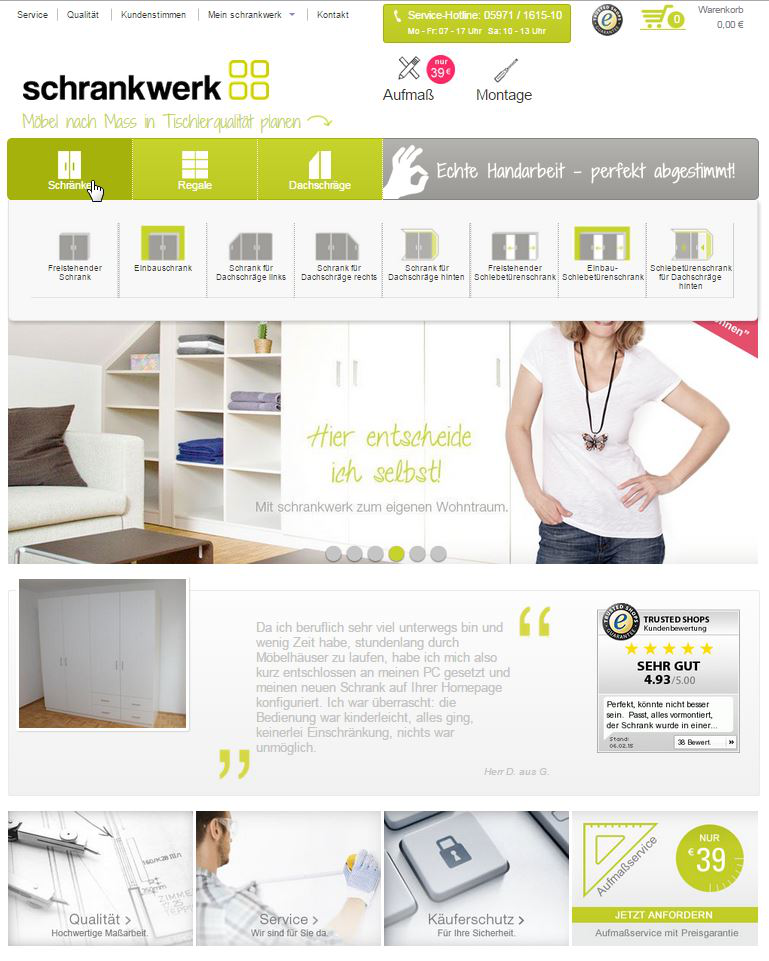 Service
Qualität
Kundenstimmen
Mein schrankwerk
Kontakt
Service-Hotline: 05971 / 1615-10
Mo - Fr: 07 - 17 Uhr Sa: 10 - 13 Uhr
TRUSTED SHOPS
GUARANTEE
0
Warenkorb
0,00 €
schrankwerk
Möbel nach Mass in Tischlerqualität planen
nur
39 €
Aufmaß
Montage
Regale
Dachschräge
Echte Handarbeit - perfekt abgestimmt!
Freistehender
Schrank
Einbauschrank
Schrank für
Dachschräge links
Schrank für
Dachschräge rechts
Schrank für
Dachschräge hinten
Freistehender
Schiebetürenschrank
Einbau-
Schiebetürenschrank
Schiebetürenschrank
für Dachschräge
hinten
Hier entscheide
ich selbst!
Mit schrankwerk zum eigenen Wohntraum.
Da ich beruflich sehr viel unterwegs bin und
wenig Zeit habe, stundenlang durch
Möbelhäuser zu laufen, habe ich mich also
kurz entschlossen an meinen PC gesetzt und
meinen neuen Schrank auf Ihrer Homepage
konfiguriert. Ich war überrascht: die
Bedienung war kinderleicht, alles ging,
keinerlei Einschränkung, nichts war
unmöglich.
Herr D. aus G.
TRUSTED SHOPS
GUARANTEE
TRUSTED SHOPS
Kundenbewertung
SEHR GUT
4.93/5.00
Perfekt, könnte nicht besser
sein. Passt, alles vormontiert,
der Schrank wurde in einer...
Stand:
06.02.15
38 Bewert. »
Qualität >
Hochwertige Maßarbeit.
Service >
Wir sind für Sie da.
Käuferschutz >
Für Ihre Sicherheit.
Aufmaßservice
NUR
€ 39
JETZT ANFORDERN
Aufmaßservice mit Preisgarantie